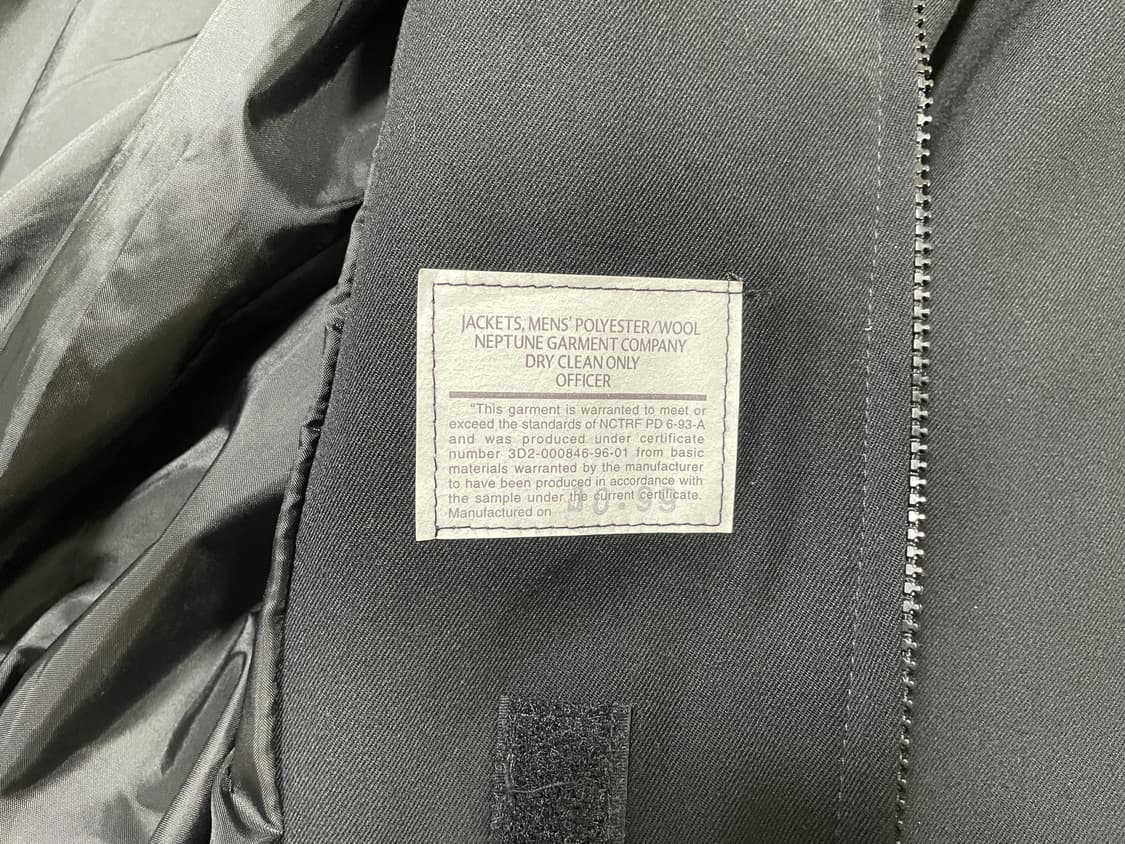 JACKETS, MENS' POLYESTER/WOOL
NEPTUNE GARMENT COMPANY
DRY CLEAN ONLY
OFFICER
"This garment is warranted to meet or
exceed the standards of NCTRF PD 6-93-A
and was produced under certificate
number 3D2-000846-96-01 from basic
materials warranted by the manufacturer
to have been produced in accordance with
the sample under the current certificate.
Manufactured on